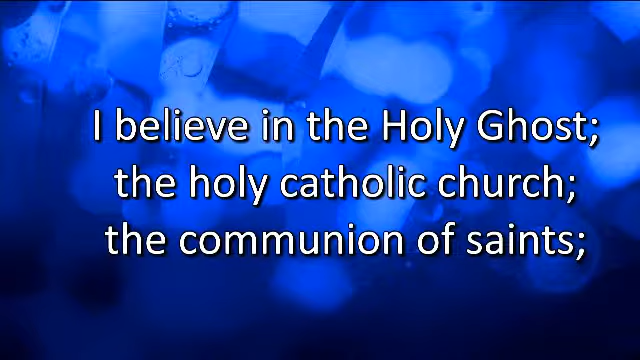 I believe in the Holy Ghost;
the holy catholic church;
the communion of saints;